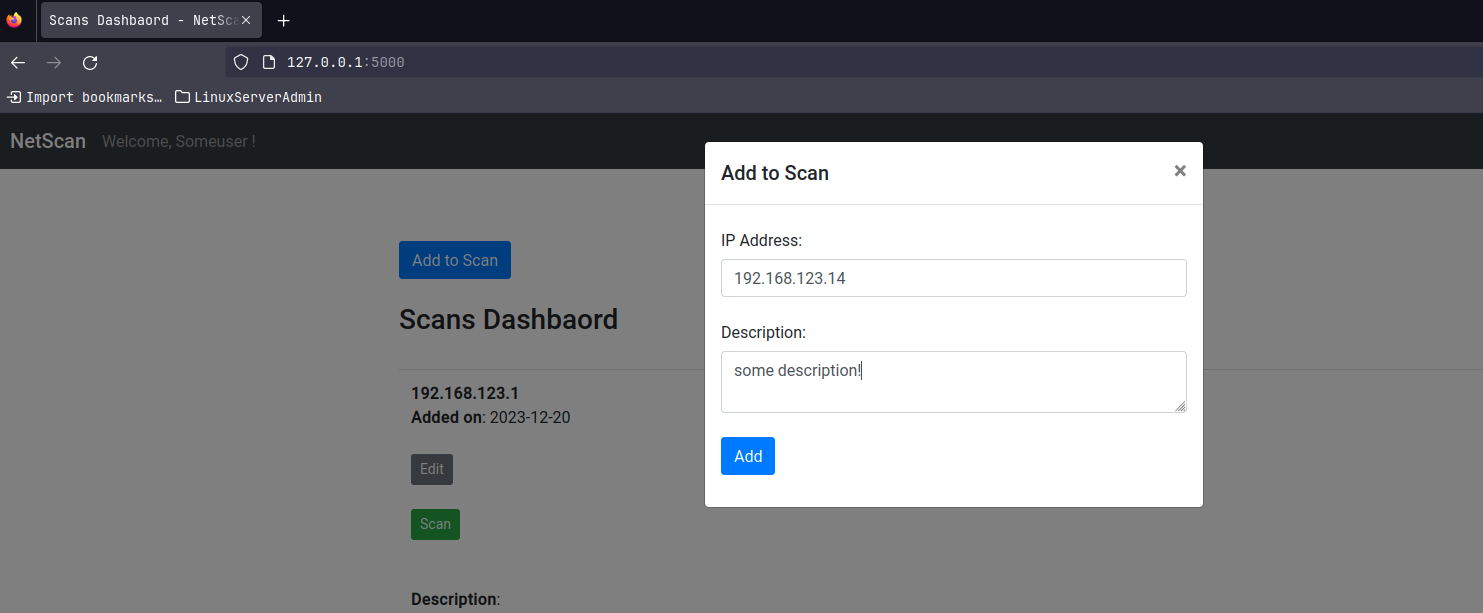 Scans Dashbaord - NetSca
127.0.0.1:5000
Import bookmarks… LinuxServerAdmin
NetScan Welcome, Someuser !
Add to Scan
Scans Dashbaord
192.168.123.1
Added on: 2023-12-20
Edit
Scan
Description:
Add to Scan ×
IP Address:
192.168.123.14
Description:
some description!
Add